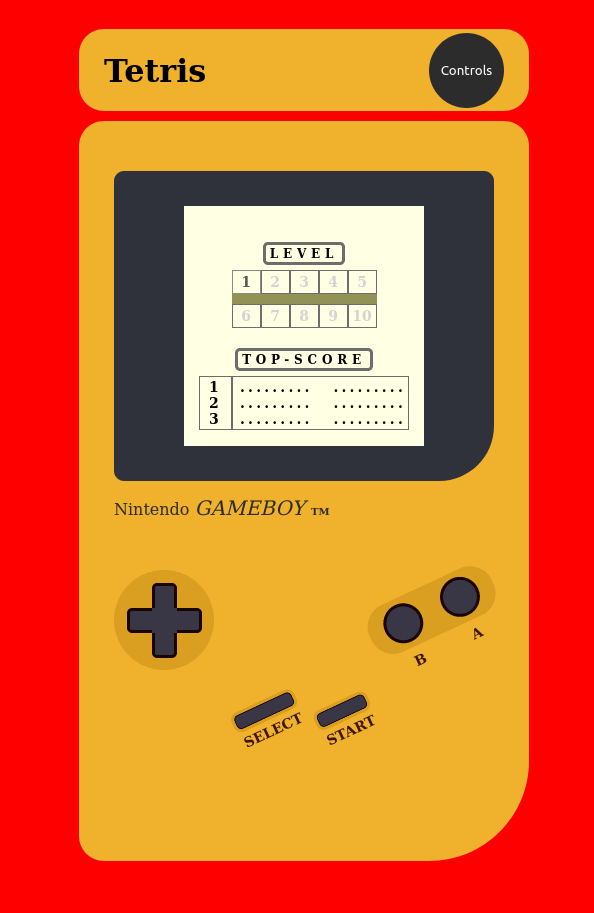 Tetris
Controls
LEVEL
1 2 3 4 5
6 7 8 9 10
TOP-SCORE
1 ......... .........
2 ......... .........
3 ......... .........
Nintendo GAMEBOY TM
B A
SELECT START